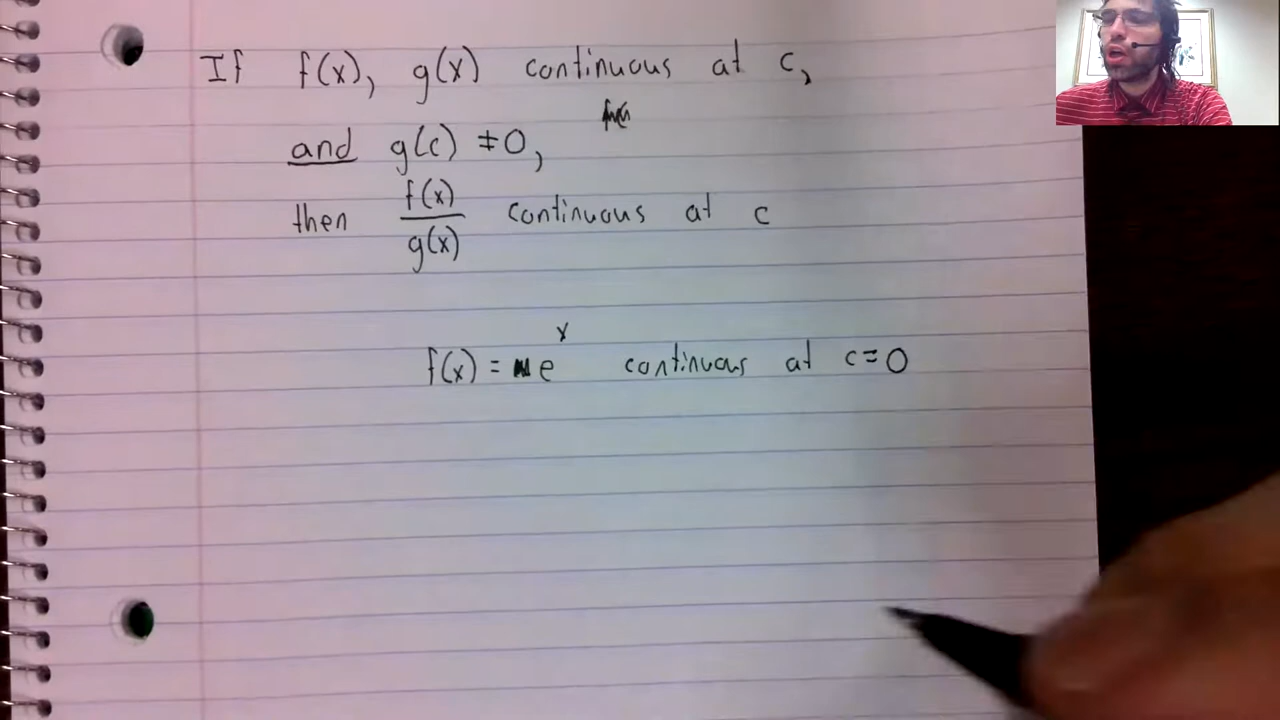 If f(x), g(x) continuous at c,
and g(c) ≠ 0,
then f(x)/g(x) continuous at c
f(x) = e^x continuous at c = 0